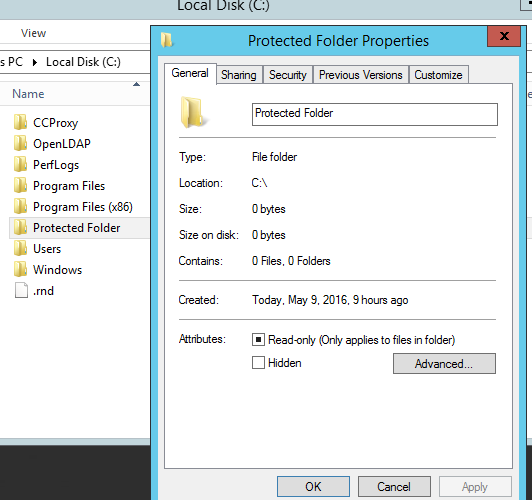 Local Disk (C:)
View
s PC ▸ Local Disk (C:)
Name
CCProxy
OpenLDAP
PerfLogs
Program Files
Program Files (x86)
Protected Folder
Users
Windows
.rnd
Protected Folder Properties
x
General
Sharing
Security
Previous Versions
Customize
Protected Folder
Type: File folder
Location: C:\
Size: 0 bytes
Size on disk: 0 bytes
Contains: 0 Files, 0 Folders
Created: Today, May 9, 2016, 9 hours ago
Attributes: Read-only (Only applies to files in folder)
Hidden
Advanced...
OK
Cancel
Apply